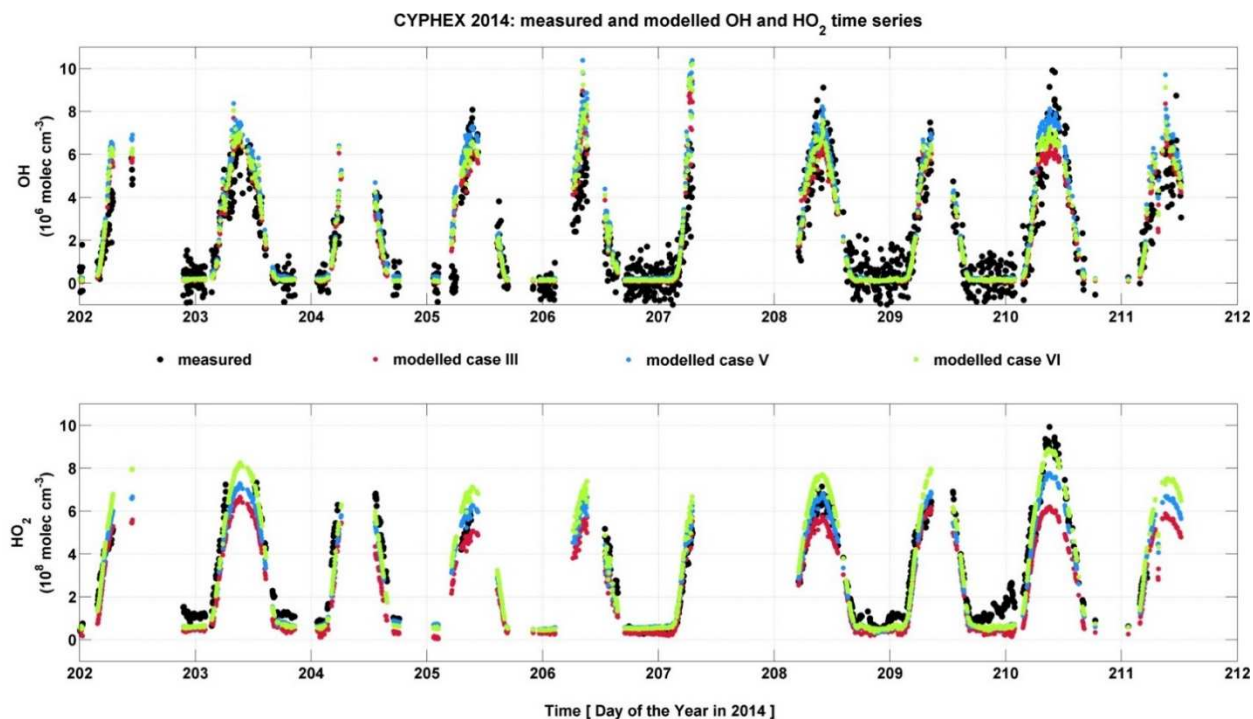 CYPHEX 2014: measured and modelled OH and HO2 time series
OH
(10^6 molec cm^-3)
10
8
6
4
2
0
202 203 204 205 206 207 208 209 210 211 212
measured modelled case III modelled case V modelled case VI
HO2
(10^8 molec cm^-3)
10
8
6
4
2
0
202 203 204 205 206 207 208 209 210 211 212
Time [ Day of the Year in 2014 ]